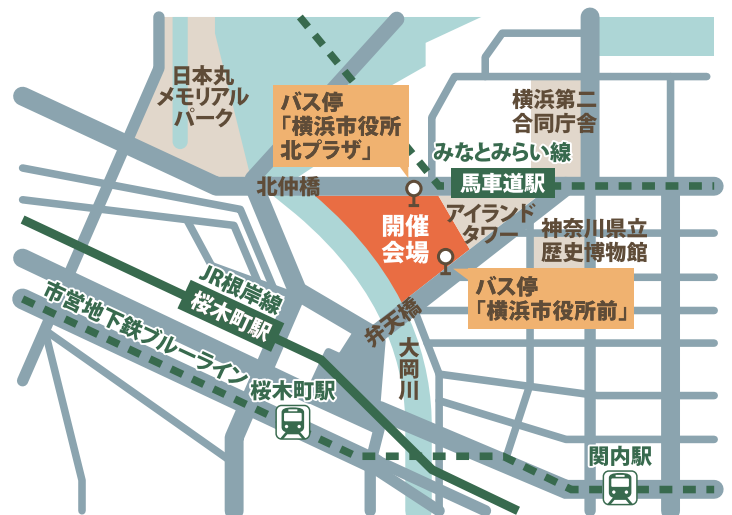 日本丸
メモリアル
パーク
バス停
「横浜市役所
北プラザ」
横浜第二
合同庁舎
みなとみらい線
馬車道駅
北仲橋
開催
会場
アイランド
タワー
神奈川県立
歴史博物館
バス停
「横浜市役所前」
JR根岸線
桜木町駅
市営地下鉄ブルーライン
弁天橋
大岡川
桜木町駅
関内駅